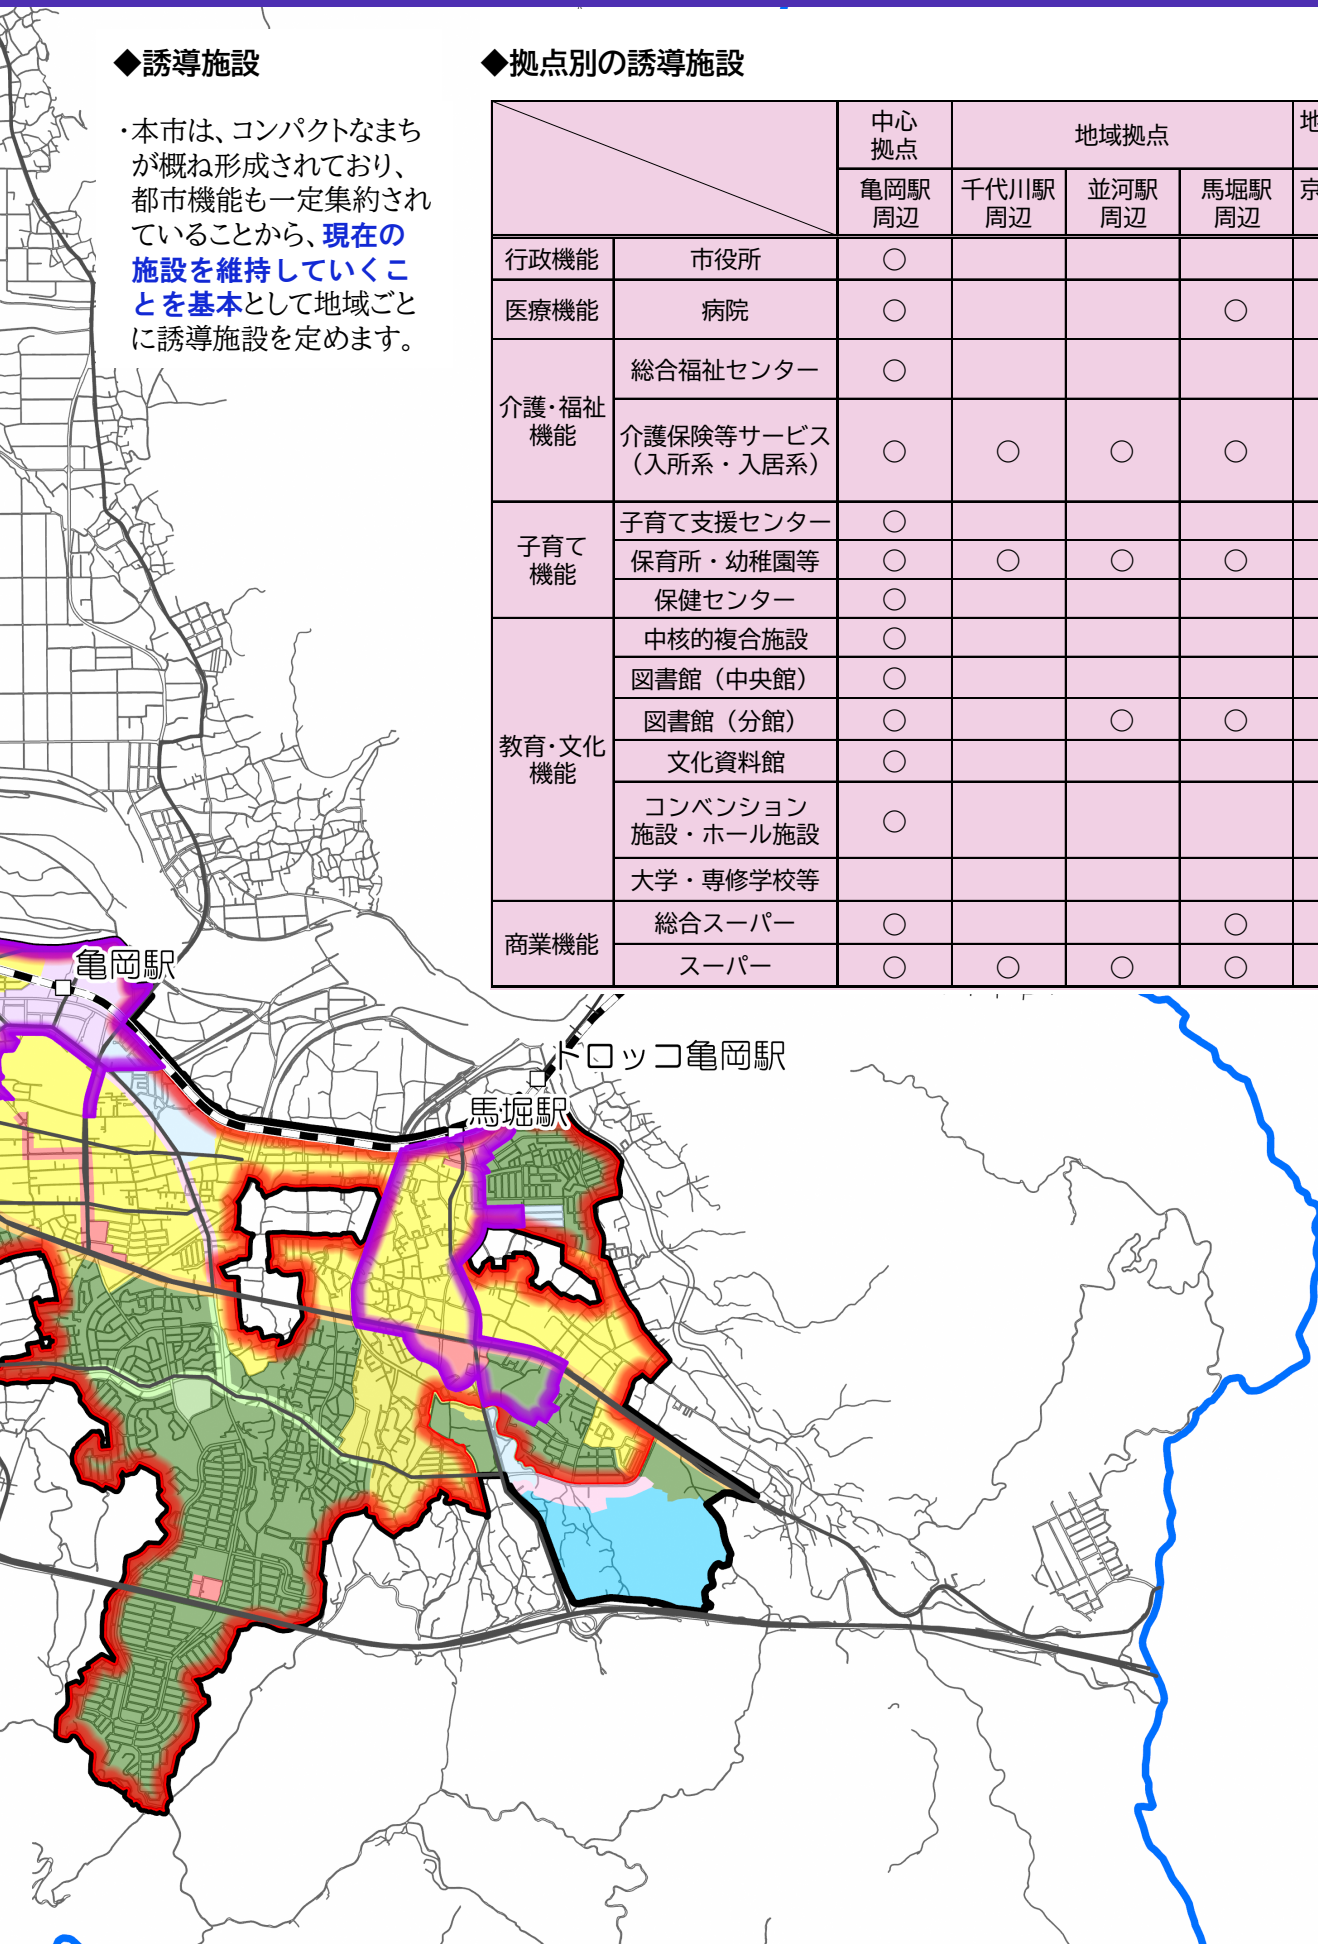 ◆誘導施設
・本市は、コンパクトなまち
が概ね形成されており、
都市機能も一定集約され
ていることから、現在の
施設を維持していくこ
とを基本として地域ごと
に誘導施設を定めます。
◆拠点別の誘導施設
中心
拠点
地域拠点
地
亀岡駅
周辺
千代川駅
周辺
並河駅
周辺
馬堀駅
周辺
京
行政機能 市役所 ○
医療機能 病院 ○ ○
介護・福祉
機能
総合福祉センター ○
介護保険等サービス
（入所系・入居系）
○ ○ ○ ○
子育て
機能
子育て支援センター ○
保育所・幼稚園等 ○ ○ ○ ○
保健センター ○
教育・文化
機能
中核的複合施設 ○
図書館（中央館） ○
図書館（分館） ○ ○ ○
文化資料館 ○
コンベンション
施設・ホール施設
○
大学・専修学校等
商業機能
総合スーパー ○ ○
スーパー ○ ○ ○ ○
亀岡駅
トロッコ亀岡駅
馬堀駅